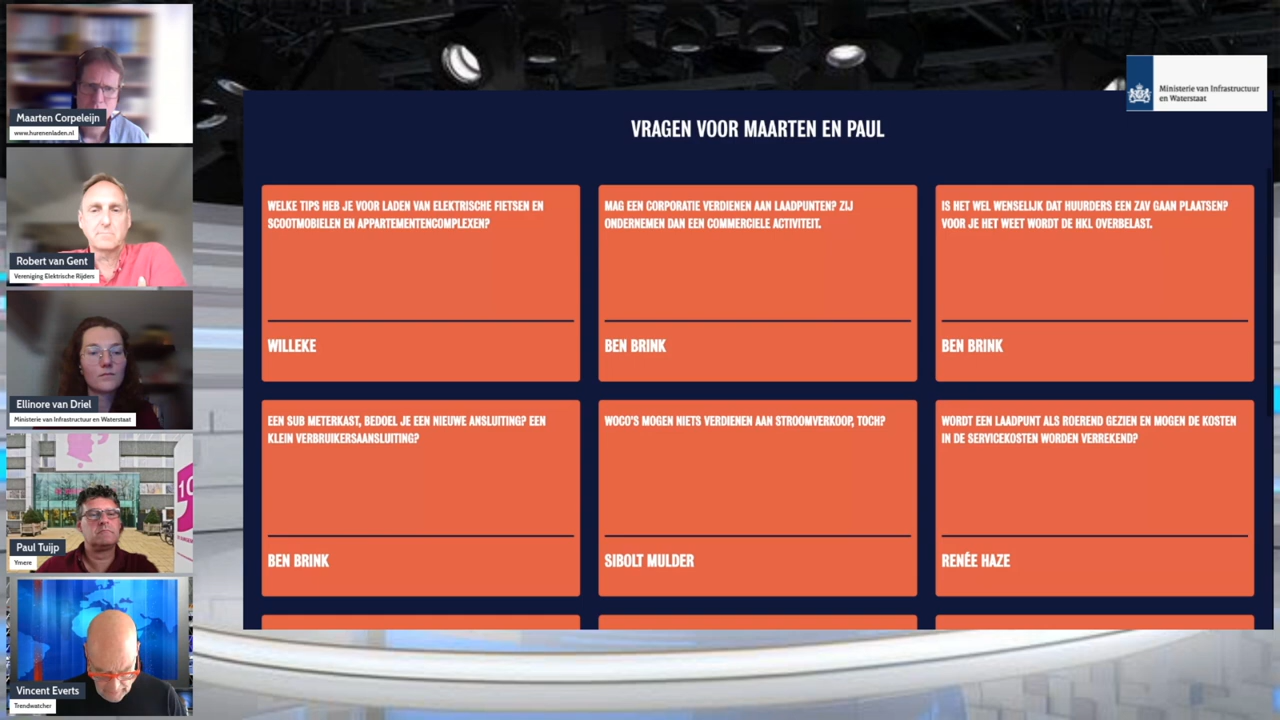 Maarten Corpeleijn
www.hurenenladen.nl
Robert van Gent
Vereniging Elektrische Rijders
Ellinore van Driel
Ministerie van Infrastructuur en Waterstaat
10
Paul Tuijp
Ymere
Vincent Everts
Trendwatcher
Ministerie van Infrastructuur
en Waterstaat
VRAGEN VOOR MAARTEN EN PAUL
WELKE TIPS HEB JE VOOR LADEN VAN ELEKTRISCHE FIETSEN EN
SCOOTMOBIELEN EN APPARTEMENTENCOMPLEXEN?
WILLEKE
MAG EEN CORPORATIE VERDIENEN AAN LAADPUNTEN? ZIJ
ONDERNEMEN DAN EEN COMMERCIELE ACTIVITEIT.
BEN BRINK
IS HET WEL WENSELIJK DAT HUURDERS EEN ZAV GAAN PLAATSEN?
VOOR JE HET WEET WORDT DE HKL OVERBELAST.
BEN BRINK
EEN SUB METERKAST, BEDOEL JE EEN NIEUWE ANSLUITING? EEN
KLEIN VERBRUIKERSAANSLUITING?
BEN BRINK
WOCO'S MOGEN NIETS VERDIENEN AAN STROOMVERKOOP, TOCH?
SIBOLT MULDER
WORDT EEN LAADPUNT ALS ROEREND GEZIEN EN MOGEN DE KOSTEN
IN DE SERVICEKOSTEN WORDEN VERREKEND?
RENÉE HAZE